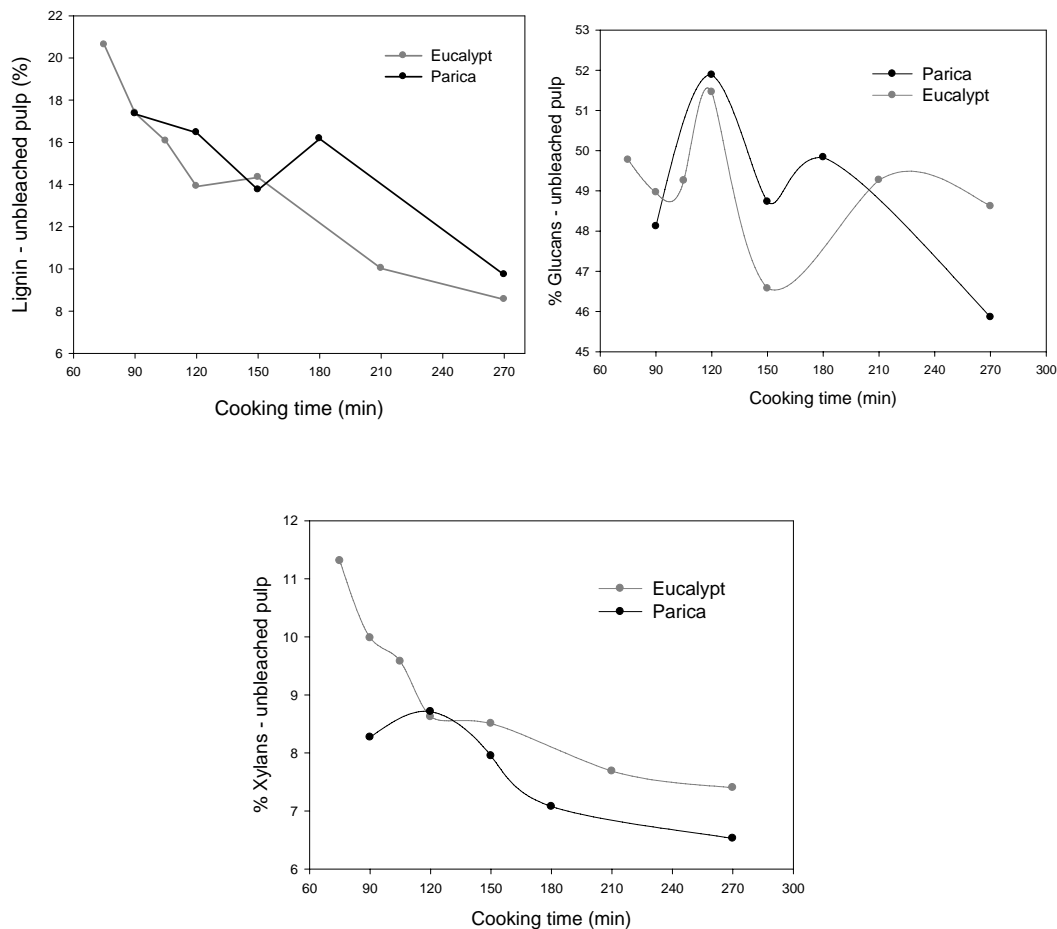 Lignin - unbleached pulp (%)
22
20
18
16
14
12
10
8
6
60 90 120 150 180 210 240 270
Cooking time (min)
Eucalypt
Parica
% Glucans - unbleached pulp
53
52
51
50
49
48
47
46
45
60 90 120 150 180 210 240 270 300
Cooking time (min)
Parica
Eucalypt
% Xylans - unbleached pulp
12
11
10
9
8
7
6
60 90 120 150 180 210 240 270 300
Cooking time (min)
Eucalypt
Parica